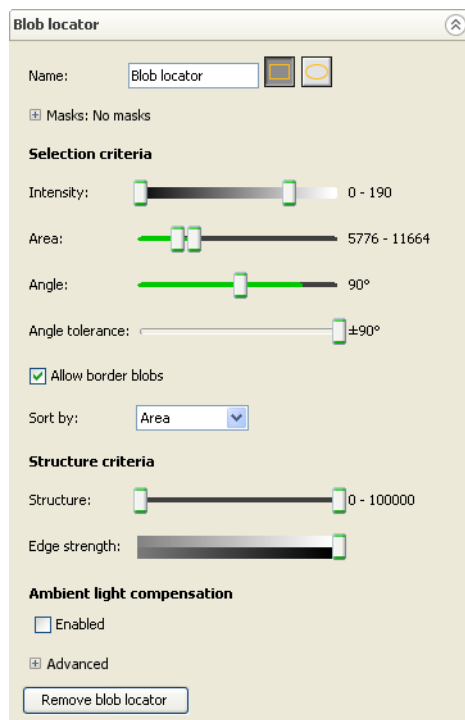 Blob locator
Name: Blob locator
Masks: No masks
Selection criteria
Intensity: 0 - 190
Area: 5776 - 11664
Angle: 90°
Angle tolerance: ±90°
Allow border blobs
Sort by: Area
Structure criteria
Structure: 0 - 100000
Edge strength:
Ambient light compensation
Enabled
Advanced
Remove blob locator